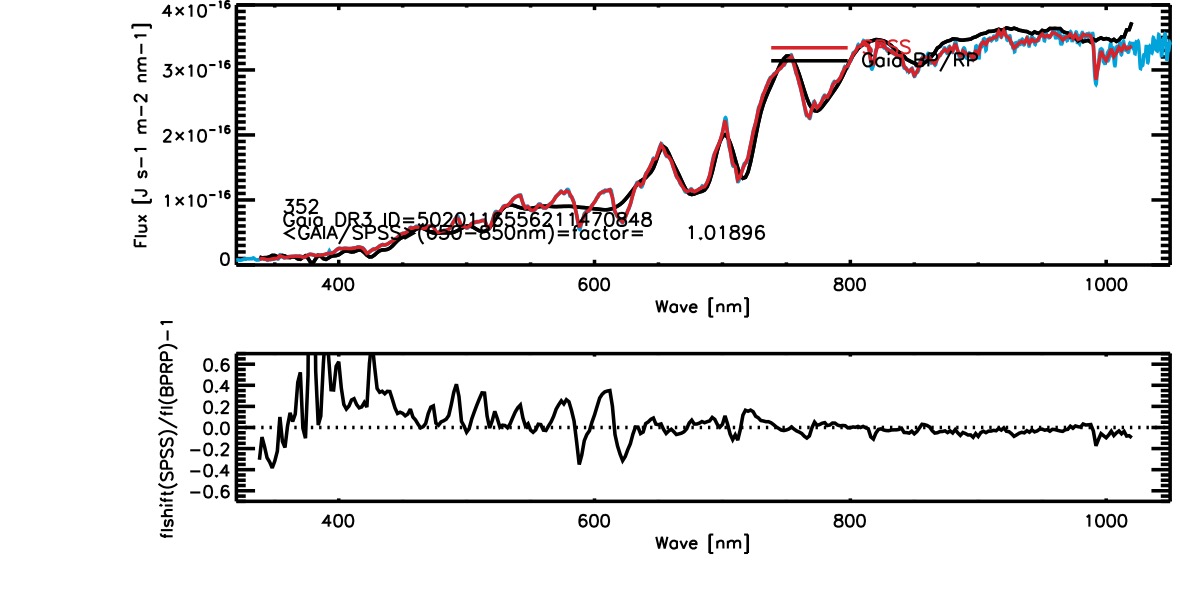 4×10−16
3×10−16
2×10−16
1×10−16
0
Flux [J s−1 m−2 nm−1]
SPSS
Gaia BP/RP
352
Gaia DR3 ID=5020116556211470848
<GAIA/SPSS>(650−850nm)=factor= 1.01896
400 600 800 1000
Wave [nm]
0.6
0.4
0.2
0.0
−0.2
−0.4
−0.6
flshift(SPSS)/fl(BPRP)−1
400 600 800 1000
Wave [nm]